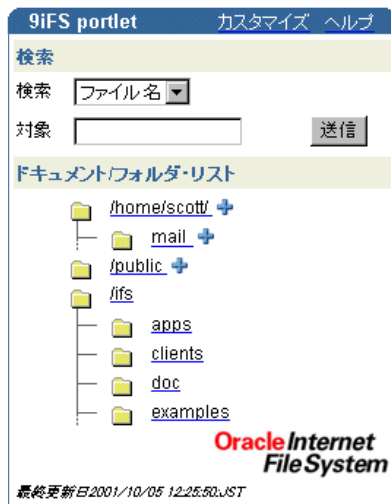 9iFS portlet カスタマイズ ヘルプ
検索
検索 ファイル名
対象 送信
ドキュメント/フォルダ・リスト
/home/scott/
mail
/public
/ifs
apps
clients
doc
examples
Oracle Internet
File System
最終更新日2001/10/05 12:25:50:JST